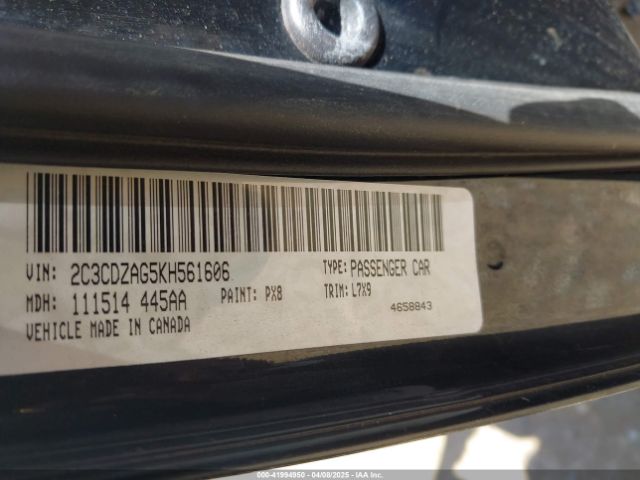 VIN: 2C3CDZAG5KH561606 TYPE: PASSENGER CAR
MDH: 111514 445AA PAINT: PX8 TRIM: L7X9
4658843
VEHICLE MADE IN CANADA
000-41994950 | 04/08/2025 | IAA Inc.